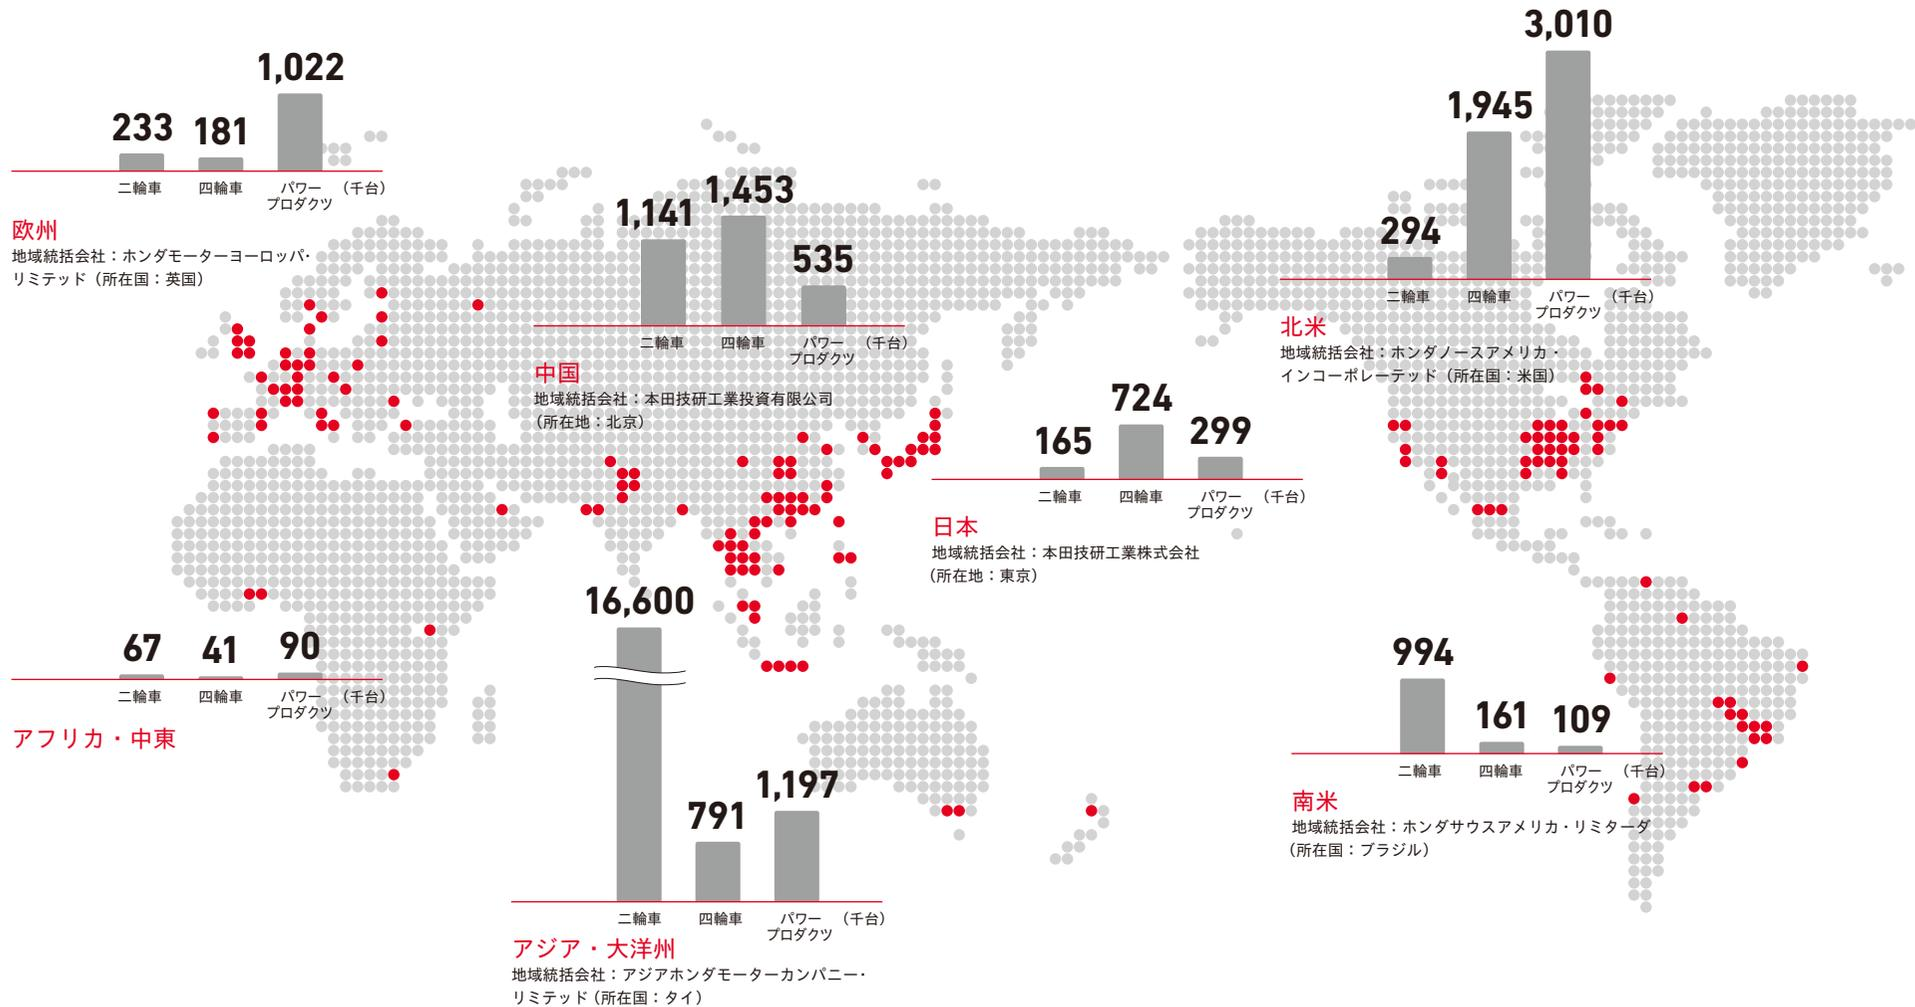 1,022
233 181
二輪車 四輪車 パワー プロダクツ （千台）
欧州
地域統括会社：ホンダモーターヨーロッパ・
リミテッド（所在国：英国）
1,453
1,141
535
二輪車 四輪車 パワー プロダクツ （千台）
中国
地域統括会社：本田技研工業投資有限公司
（所在地：北京）
3,010
1,945
294
二輪車 四輪車 パワー プロダクツ （千台）
北米
地域統括会社：ホンダノースアメリカ・
インコーポレーテッド（所在国：米国）
724
165 299
二輪車 四輪車 パワー プロダクツ （千台）
日本
地域統括会社：本田技研工業株式会社
（所在地：東京）
67 41 90
二輪車 四輪車 パワー プロダクツ （千台）
アフリカ・中東
16,600
791 1,197
二輪車 四輪車 パワー プロダクツ （千台）
アジア・大洋州
地域統括会社：アジアホンダモーターカンパニー・
リミテッド（所在国：タイ）
994
161 109
二輪車 四輪車 パワー プロダクツ （千台）
南米
地域統括会社：ホンダサウスアメリカ・リミターダ
（所在国：ブラジル）